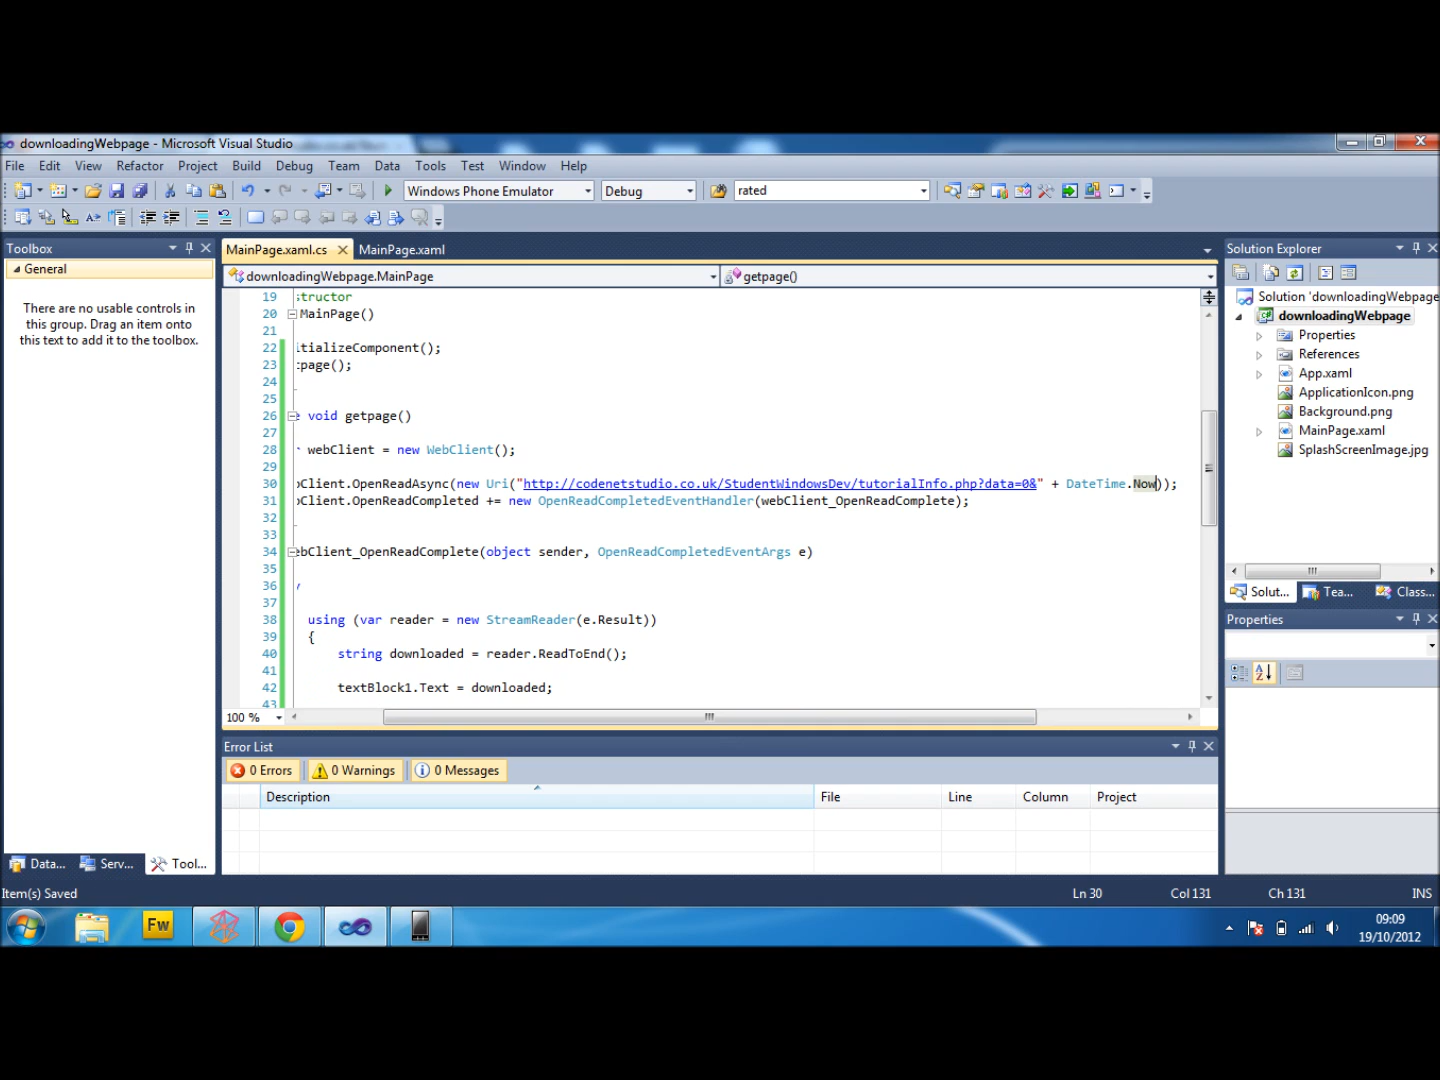 downloadingWebpage - Microsoft Visual Studio
File Edit View Refactor Project Build Debug Team Data Tools Test Window Help
Windows Phone Emulator Debug rated
Toolbox
General
There are no usable controls in
this group. Drag an item onto
this text to add it to the toolbox.
Data... Serv... Tool...
MainPage.xaml.cs MainPage.xaml
downloadingWebpage.MainPage getpage()
19 structor
20 MainPage()
21
22 itializeComponent();
23 tpage();
24
25
26 e void getpage()
27
28 r webClient = new WebClient();
29
30 bClient.OpenReadAsync(new Uri("http://codenetstudio.co.uk/StudentWindowsDev/tutorialInfo.php?data=0&" + DateTime.Now));
31 bClient.OpenReadCompleted += new OpenReadCompletedEventHandler(webClient_OpenReadComplete);
32
33
34 ebClient_OpenReadComplete(object sender, OpenReadCompletedEventArgs e)
35
36 y
37
38 using (var reader = new StreamReader(e.Result))
39 {
40 string downloaded = reader.ReadToEnd();
41
42 textBlock1.Text = downloaded;
43
100 %
Error List
0 Errors 0 Warnings 0 Messages
Description File Line Column Project
Solution Explorer
Solution 'downloadingWebpage
downloadingWebpage
Properties
References
App.xaml
ApplicationIcon.png
Background.png
MainPage.xaml
SplashScreenImage.jpg
Solut... Tea... Class...
Properties
Item(s) Saved Ln 30 Col 131 Ch 131 INS
Fw
09:09
19/10/2012